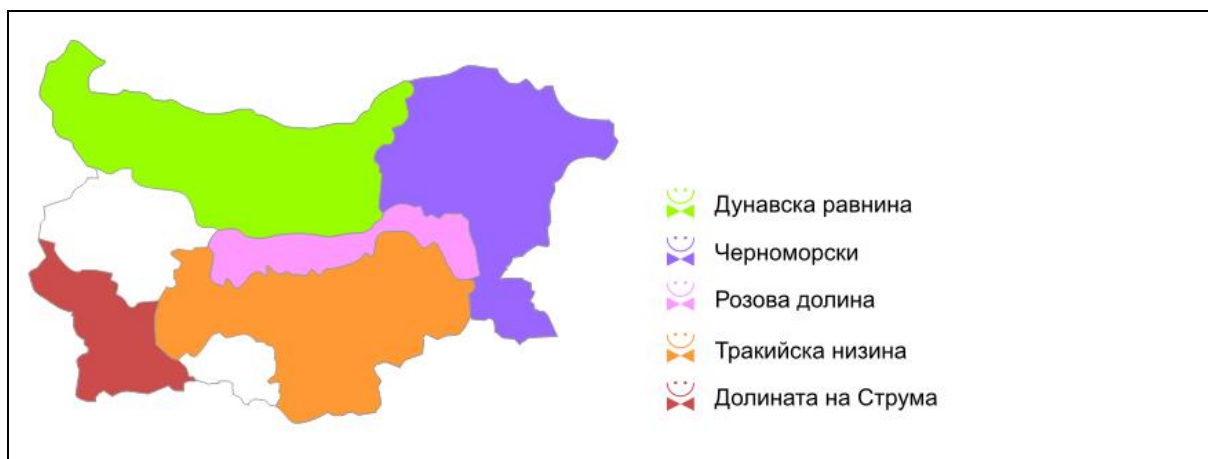 Дунавска равнина
Черноморски
Розова долина
Тракийска низина
Долината на Струма